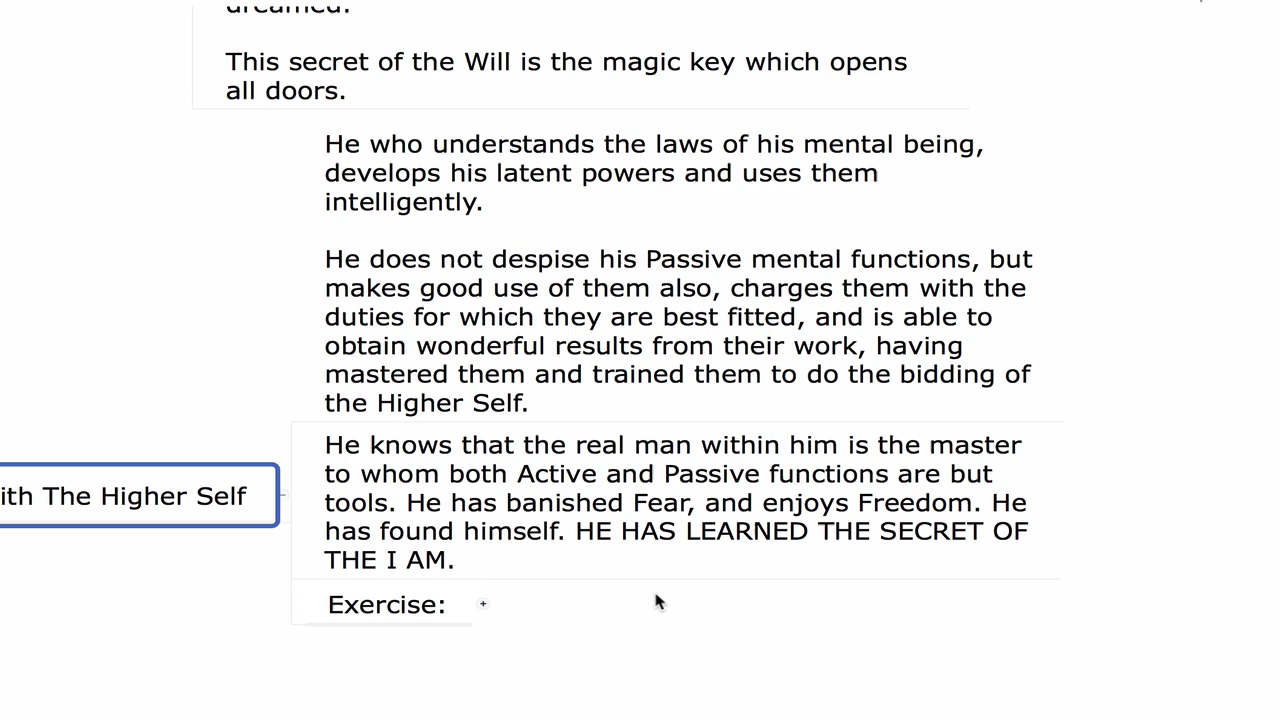 dreamed.
This secret of the Will is the magic key which opens
all doors.
He who understands the laws of his mental being,
develops his latent powers and uses them
intelligently.
He does not despise his Passive mental functions, but
makes good use of them also, charges them with the
duties for which they are best fitted, and is able to
obtain wonderful results from their work, having
mastered them and trained them to do the bidding of
the Higher Self.
He knows that the real man within him is the master
to whom both Active and Passive functions are but
tools. He has banished Fear, and enjoys Freedom. He
has found himself. HE HAS LEARNED THE SECRET OF
THE I AM.
ith The Higher Self
Exercise: